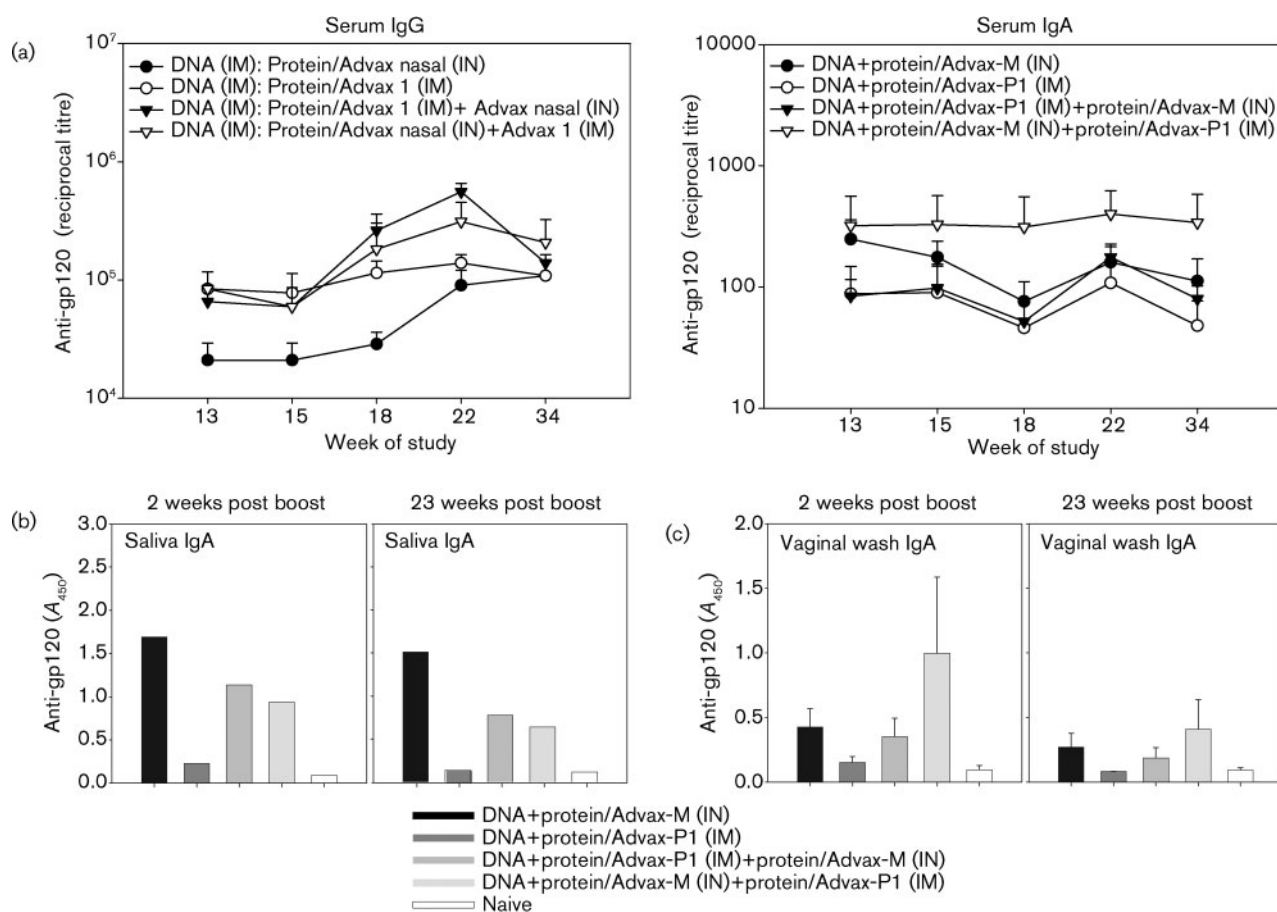 (a)
Serum IgG
10⁷
10⁶
10⁵
10⁴
Anti-gp120 (reciprocal titre)
DNA (IM): Protein/Advax nasal (IN)
DNA (IM): Protein/Advax 1 (IM)
DNA (IM): Protein/Advax 1 (IM)+ Advax nasal (IN)
DNA (IM): Protein/Advax nasal (IN)+Advax 1 (IM)
13 15 18 22 34
Week of study
Serum IgA
10000
1000
100
10
Anti-gp120 (reciprocal titre)
DNA+protein/Advax-M (IN)
DNA+protein/Advax-P1 (IM)
DNA+protein/Advax-P1 (IM)+protein/Advax-M (IN)
DNA+protein/Advax-M (IN)+protein/Advax-P1 (IM)
13 15 18 22 34
Week of study
(b)
2 weeks post boost
23 weeks post boost
3.0
2.5
2.0
1.5
1.0
0.5
0.0
Anti-gp120 (A₄₅₀)
Saliva IgA
Saliva IgA
(c)
2 weeks post boost
23 weeks post boost
2.0
1.5
1.0
0.5
0.0
Anti-gp120 (A₄₅₀)
Vaginal wash IgA
Vaginal wash IgA
DNA+protein/Advax-M (IN)
DNA+protein/Advax-P1 (IM)
DNA+protein/Advax-P1 (IM)+protein/Advax-M (IN)
DNA+protein/Advax-M (IN)+protein/Advax-P1 (IM)
Naive